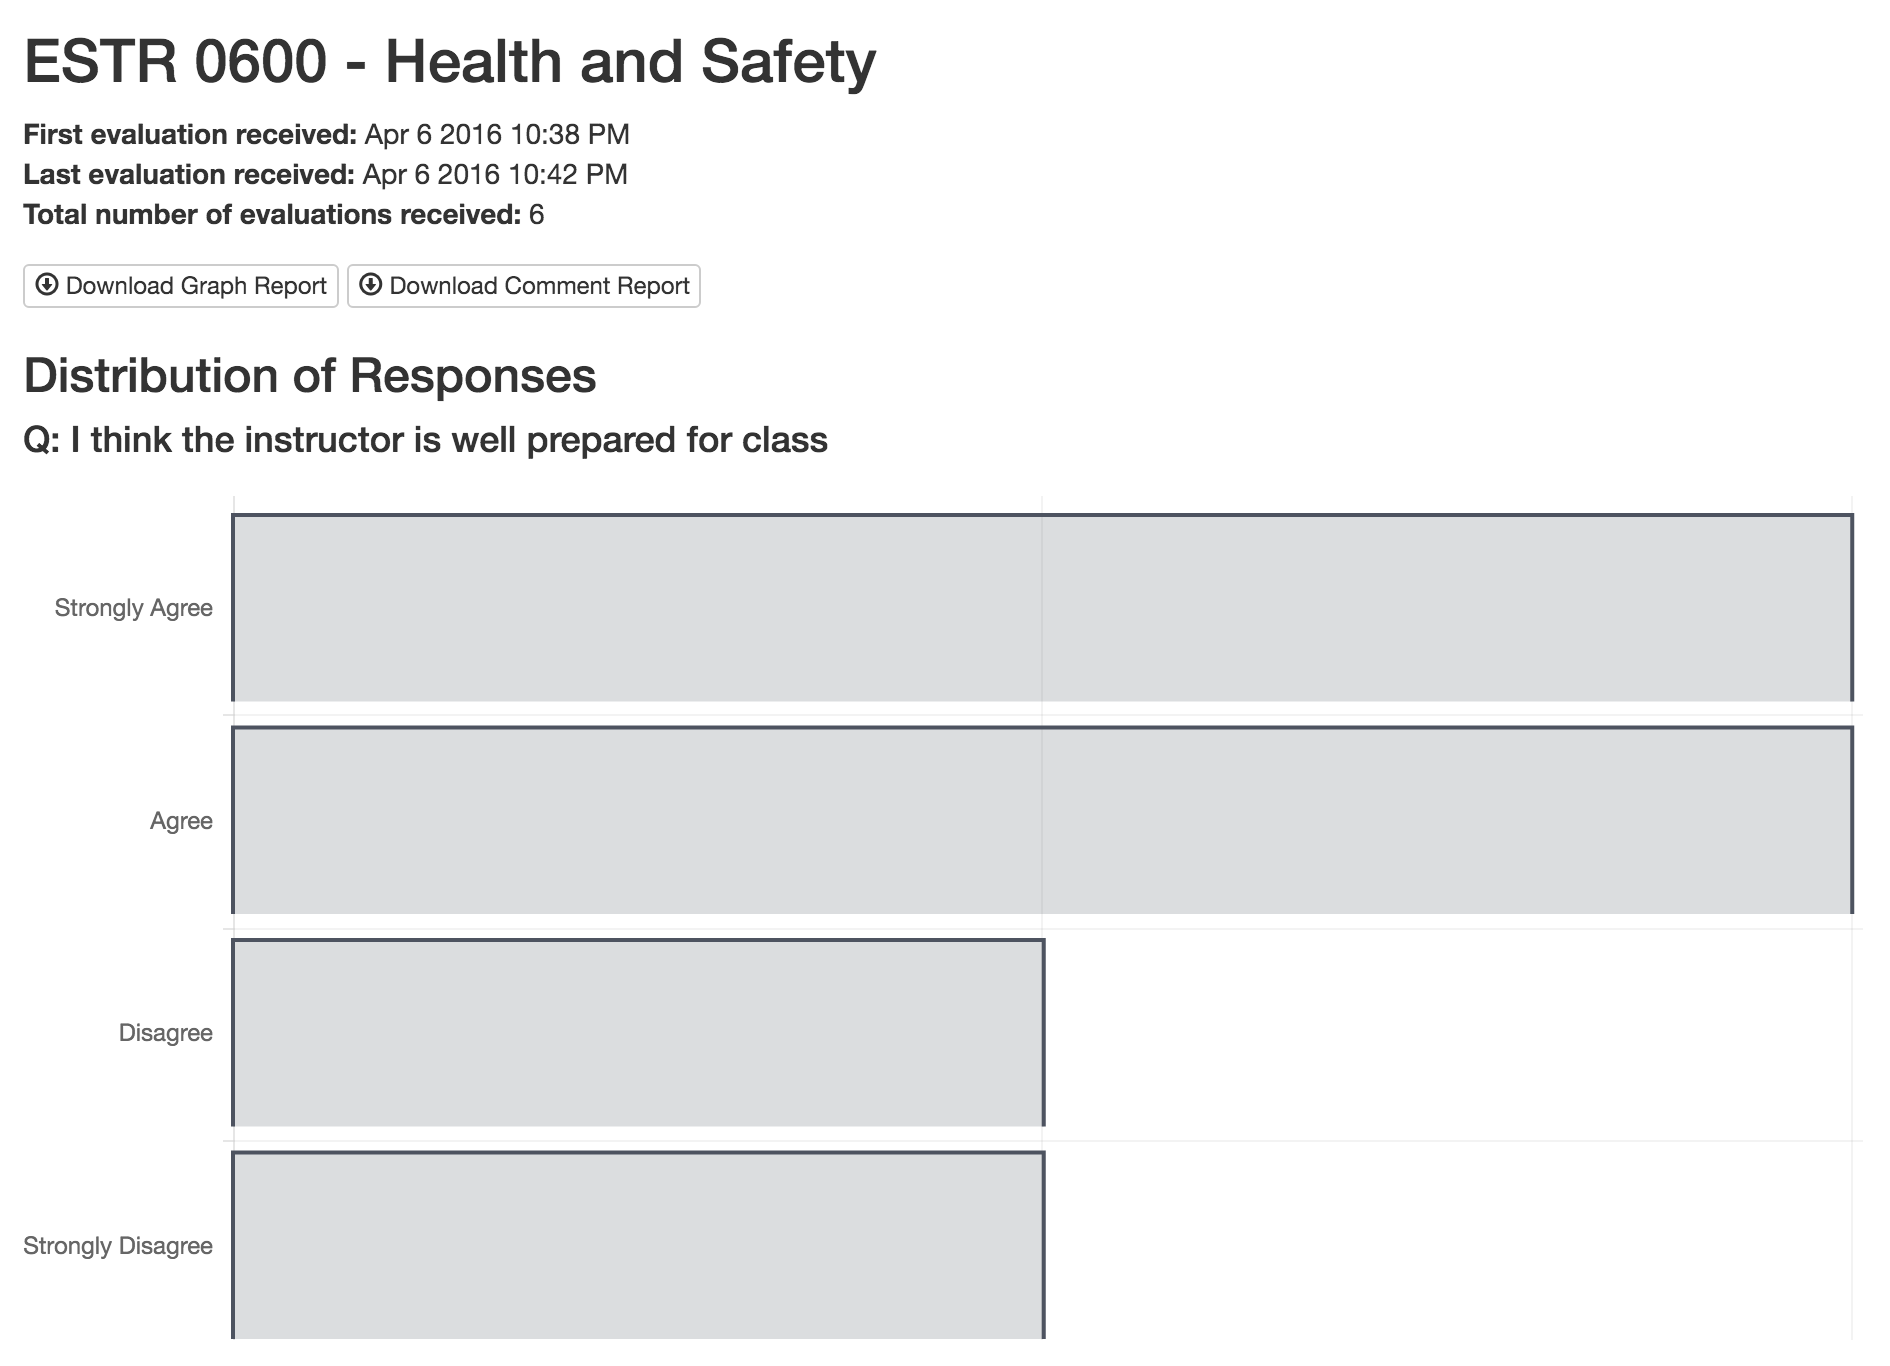 ESTR 0600 - Health and Safety
First evaluation received: Apr 6 2016 10:38 PM
Last evaluation received: Apr 6 2016 10:42 PM
Total number of evaluations received: 6
Download Graph Report Download Comment Report
Distribution of Responses
Q: I think the instructor is well prepared for class
Strongly Agree
Agree
Disagree
Strongly Disagree